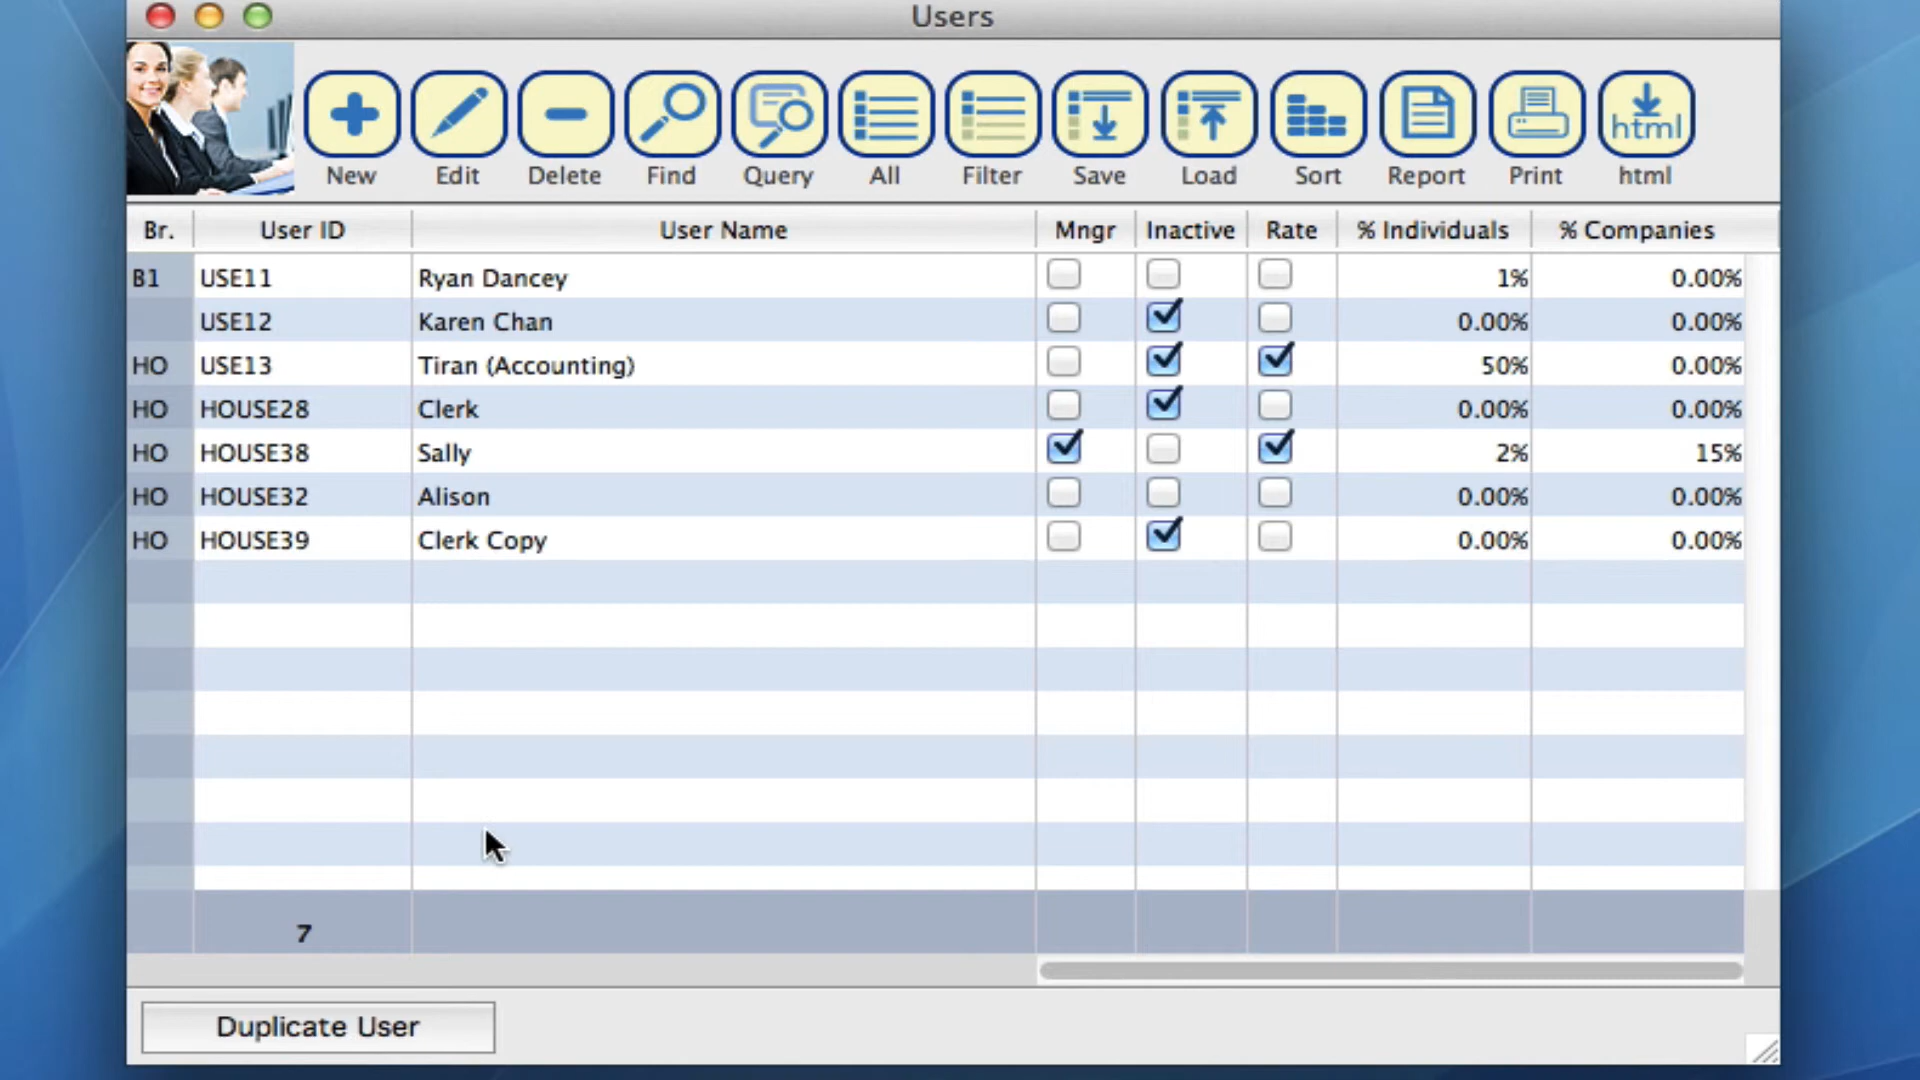 Users
New Edit Delete Find Query All Filter Save Load Sort Report Print html
html
Br. User ID User Name Mngr Inactive Rate % Individuals % Companies
B1 USE11 Ryan Dancey 1% 0.00%
USE12 Karen Chan 0.00% 0.00%
HO USE13 Tiran (Accounting) 50% 0.00%
HO HOUSE28 Clerk 0.00% 0.00%
HO HOUSE38 Sally 2% 15%
HO HOUSE32 Alison 0.00% 0.00%
HO HOUSE39 Clerk Copy 0.00% 0.00%
7
Duplicate User